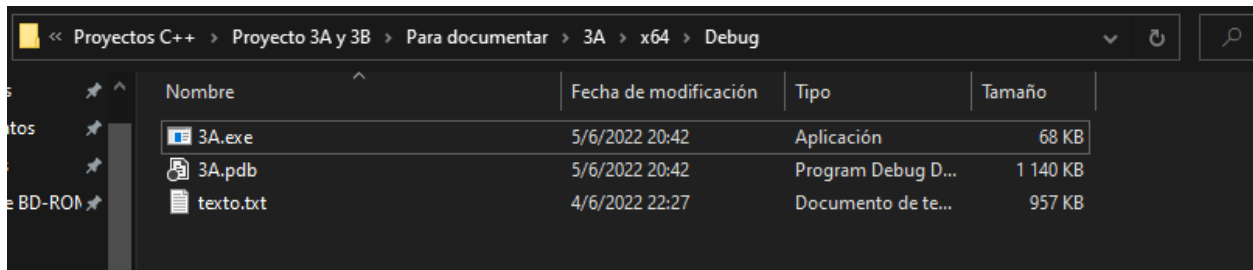 « Proyectos C++ > Proyecto 3A y 3B > Para documentar > 3A > x64 > Debug
Nombre Fecha de modificación Tipo Tamaño
3A.exe 5/6/2022 20:42 Aplicación 68 KB
3A.pdb 5/6/2022 20:42 Program Debug D... 1 140 KB
texto.txt 4/6/2022 22:27 Documento de te... 957 KB
BD-ROM